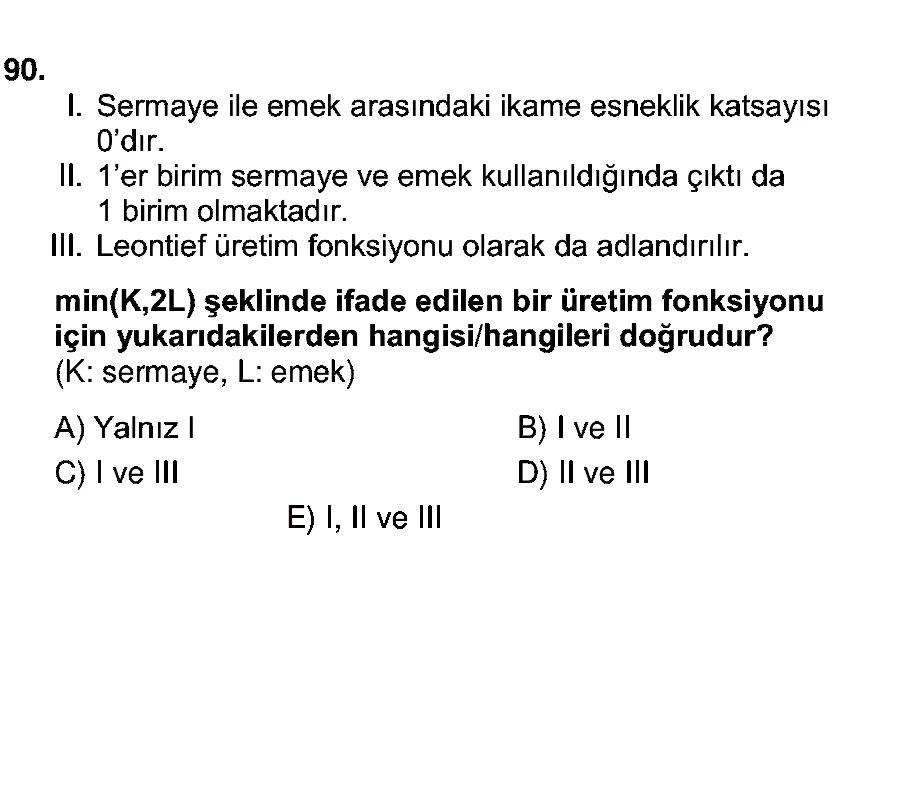 90.
I. Sermaye ile emek arasındaki ikame esneklik katsayısı
0’dır.
II. 1’er birim sermaye ve emek kullanıldığında çıktı da
1 birim olmaktadır.
III. Leontief üretim fonksiyonu olarak da adlandırılır.
min(K,2L) şeklinde ifade edilen bir üretim fonksiyonu
için yukarıdakilerden hangisi/hangileri doğrudur?
(K: sermaye, L: emek)
A) Yalnız I
B) I ve II
C) I ve III
D) II ve III
E) I, II ve III